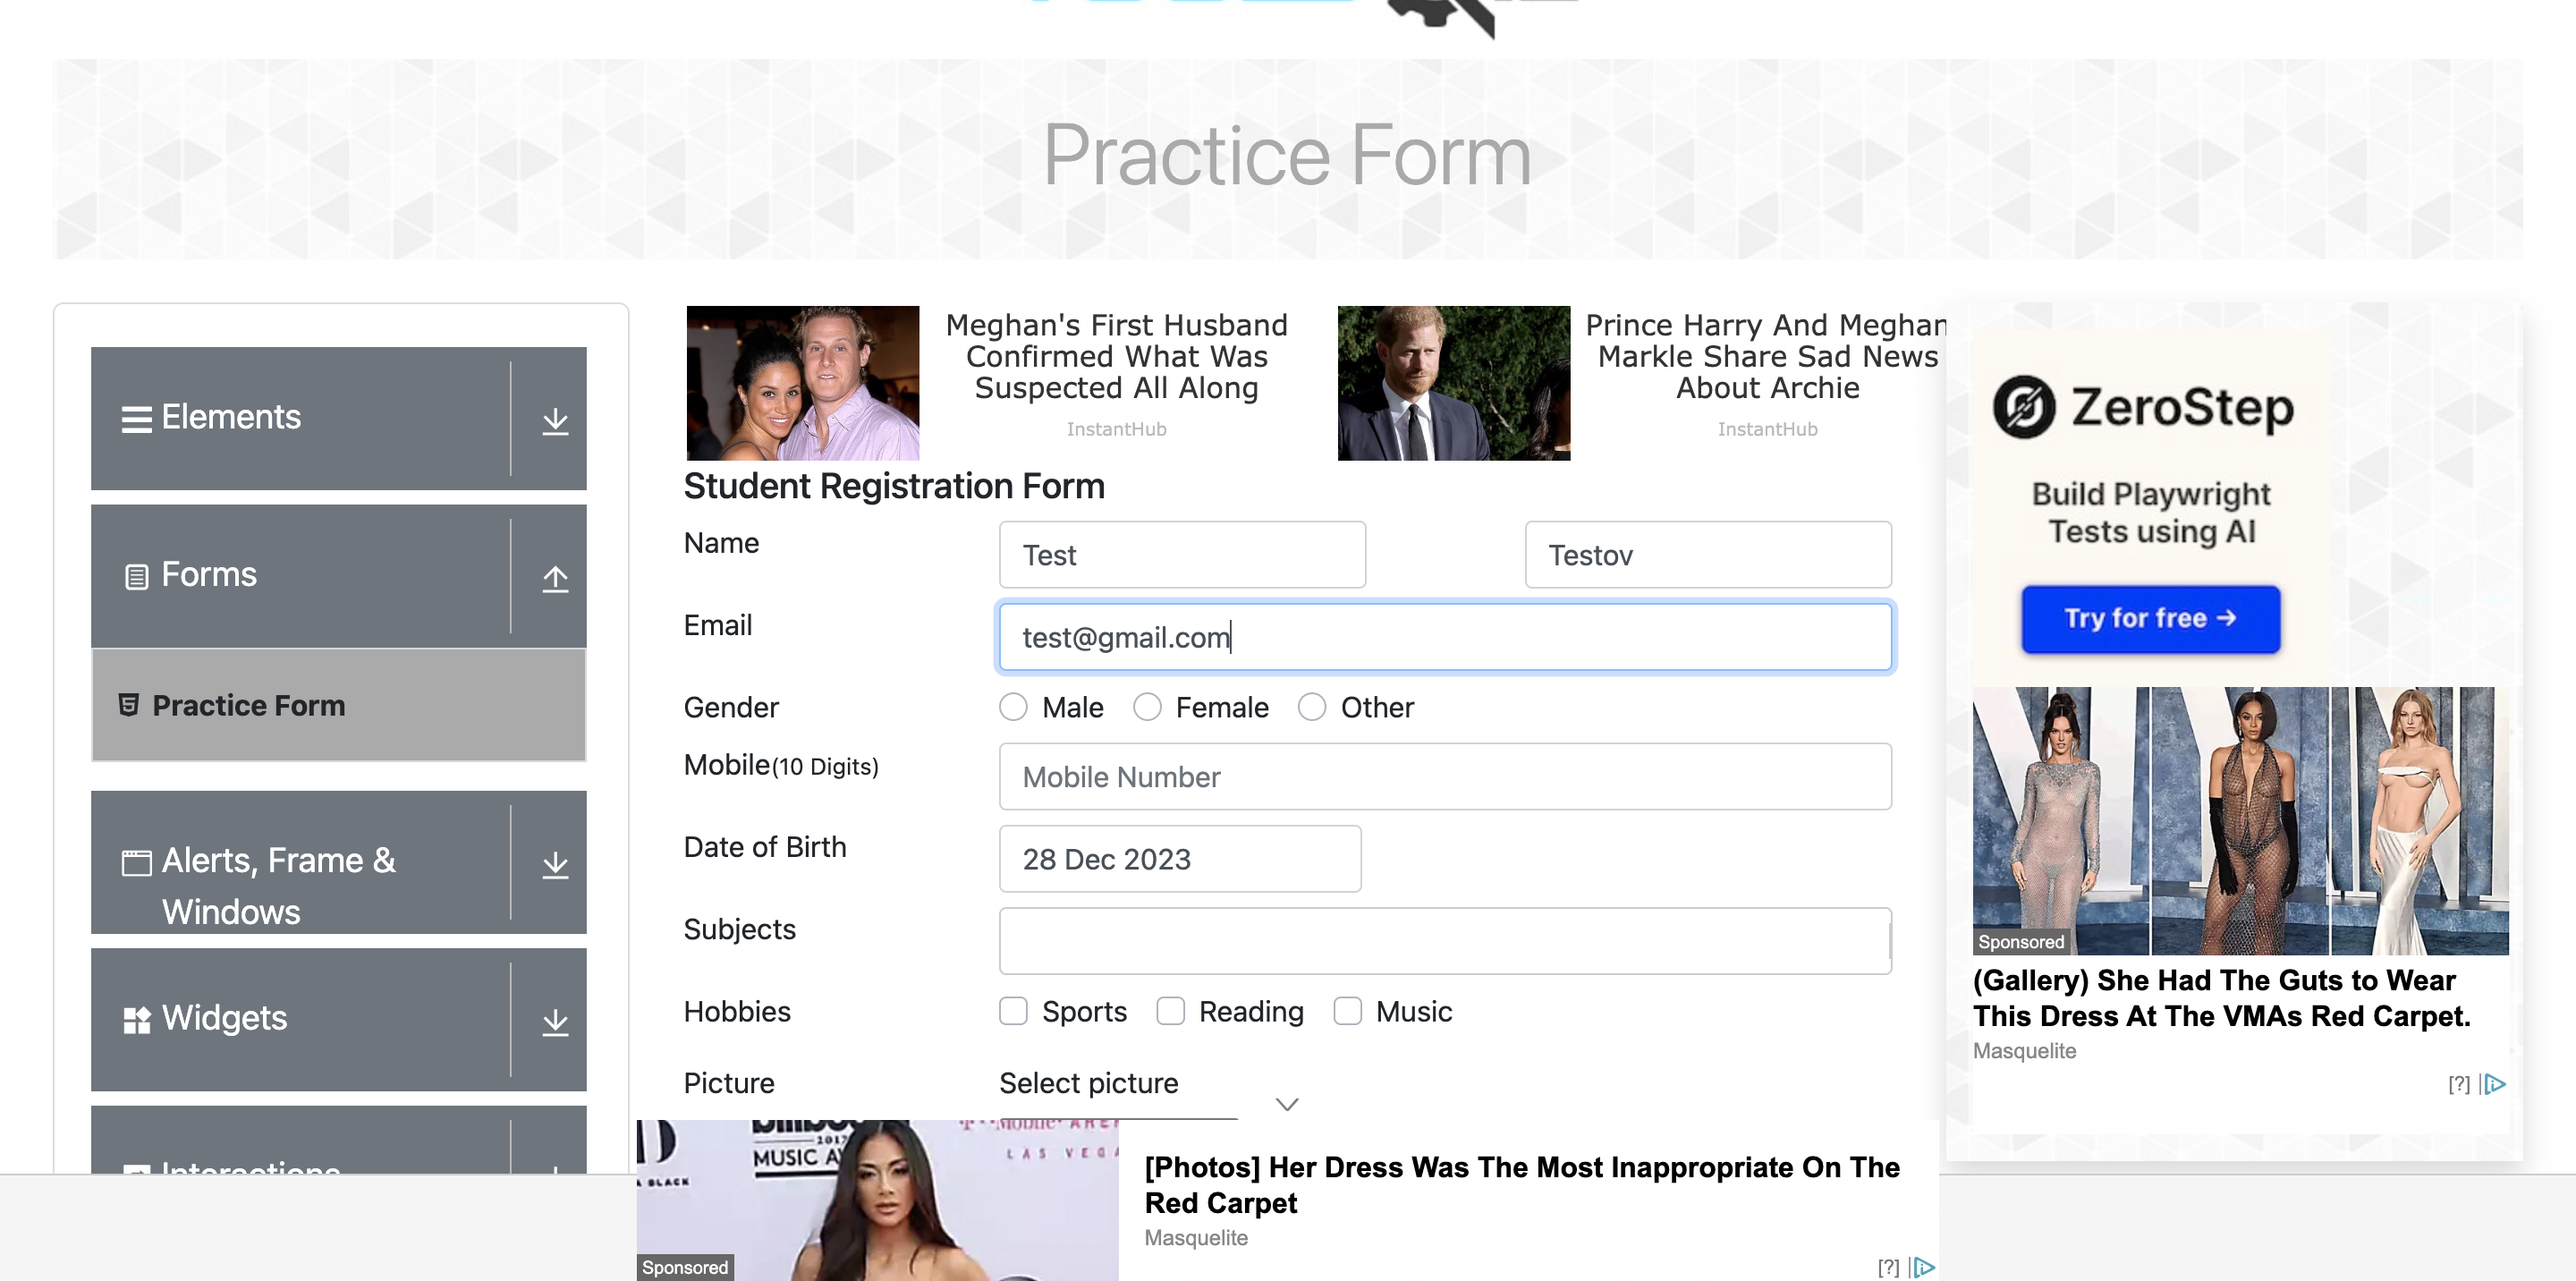 Practice Form
Elements
Forms
Practice Form
Alerts, Frame &
Windows
Widgets
Interactions
Meghan's First Husband
Confirmed What Was
Suspected All Along
InstantHub
Prince Harry And Meghan
Markle Share Sad News
About Archie
InstantHub
Student Registration Form
Name
Test
Testov
Email
test@gmail.com
Gender
Male
Female
Other
Mobile(10 Digits)
Mobile Number
Date of Birth
28 Dec 2023
Subjects
Hobbies
Sports
Reading
Music
Picture
Select picture
ZeroStep
Build Playwright
Tests using AI
Try for free →
Sponsored
(Gallery) She Had The Guts to Wear
This Dress At The VMAs Red Carpet.
Masquelite
[?]
2017
MUSIC A
LAS VEGA
BLACK
Sponsored
[Photos] Her Dress Was The Most Inappropriate On The
Red Carpet
Masquelite
[?]